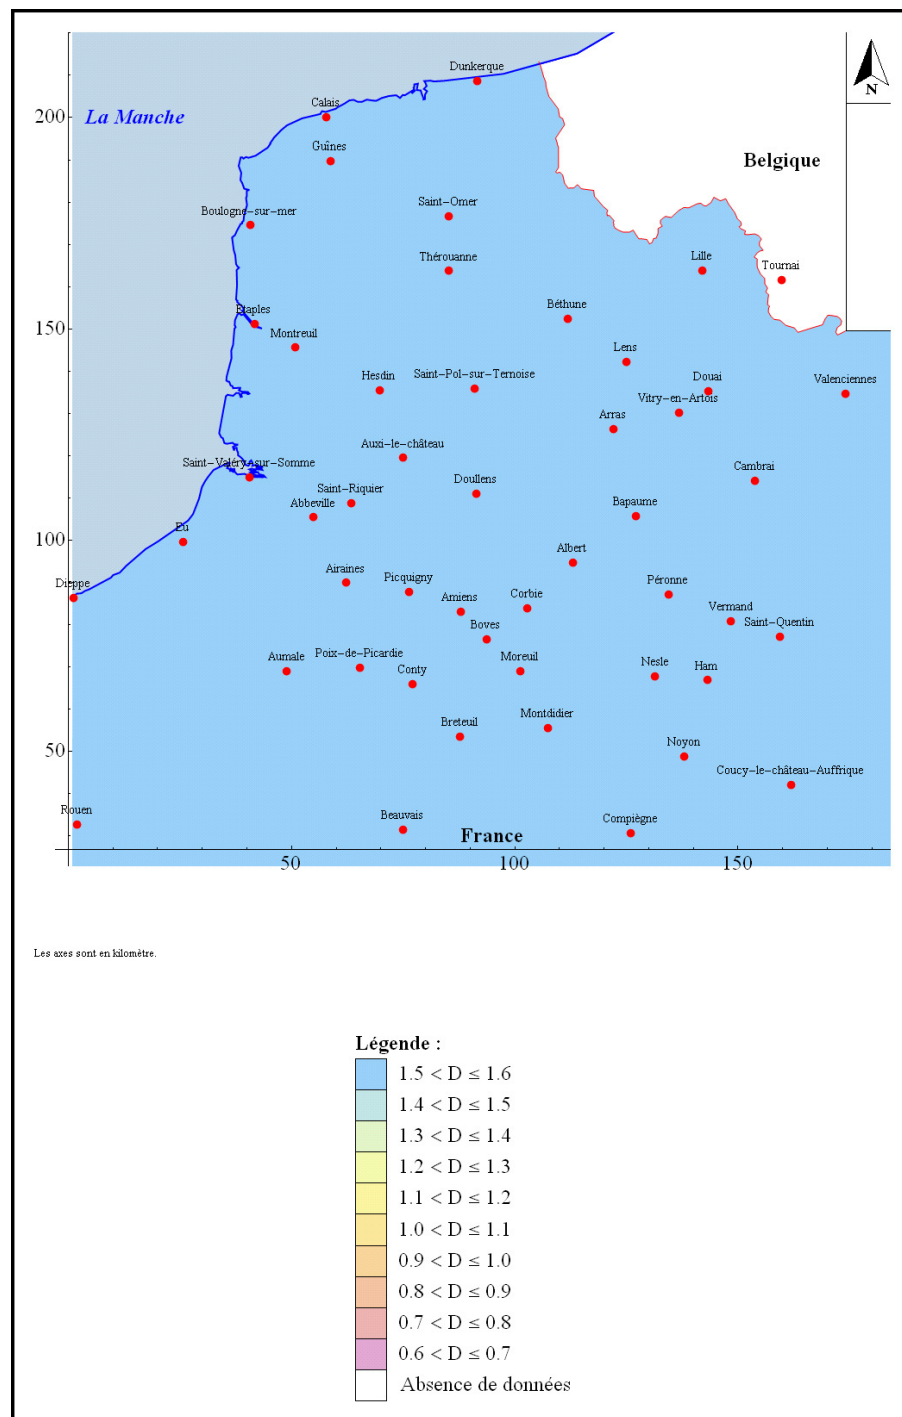 Dunkerque
Calais
200
La Manche
N
Guînes
Belgique
Saint-Omer
Boulogne-sur-mer
Thérouanne
Lille
Tournai
Béthune
Etaples
150
Montreuil
Lens
Hesdin
Saint-Pol-sur-Ternoise
Douai
Valenciennes
Vitry-en-Artois
Arras
Auxi-le-château
Saint-Valéry-sur-Somme
Cambrai
Doullens
Saint-Riquier
Abbeville
Bapaume
Eu
100
Albert
Airaines
Dieppe
Picquigny
Péronne
Amiens
Corbie
Vermand
Boves
Saint-Quentin
Aumale
Poix-de-Picardie
Conty
Moreuil
Nesle
Ham
Breteuil
Montdidier
50
Noyon
Coucy-le-château-Auffrique
Rouen
Beauvais
Compiègne
France
50
100
150
Les axes sont en kilomètre.
Légende :
1.5 < D ≤ 1.6
1.4 < D ≤ 1.5
1.3 < D ≤ 1.4
1.2 < D ≤ 1.3
1.1 < D ≤ 1.2
1.0 < D ≤ 1.1
0.9 < D ≤ 1.0
0.8 < D ≤ 0.9
0.7 < D ≤ 0.8
0.6 < D ≤ 0.7
Absence de données